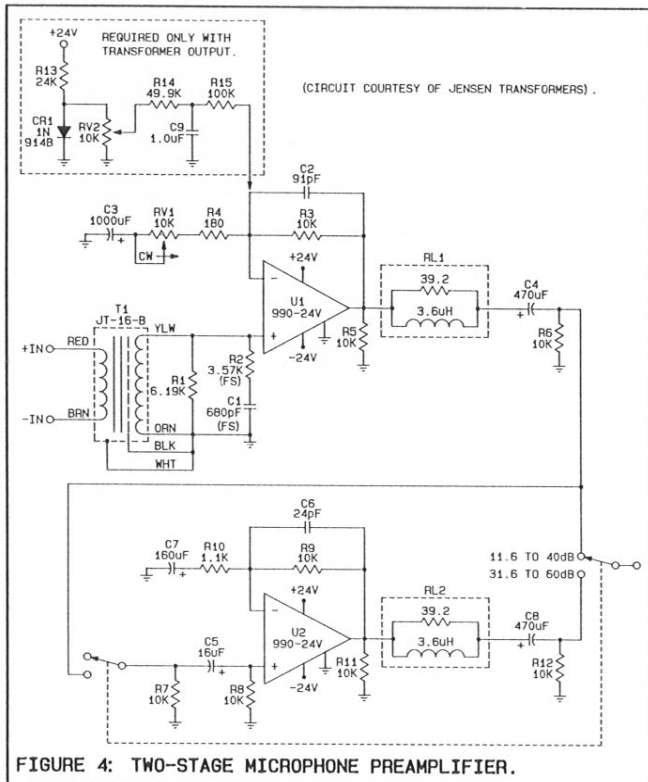 REQUIRED ONLY WITH
TRANSFORMER OUTPUT.
+24V
R13
24K
CR1
1N
914B
RV2
10K
R14
49.9K
R15
100K
C9
1.0uF
(CIRCUIT COURTESY OF JENSEN TRANSFORMERS).
C2
91pF
C3
1000uF
+
RV1
10K
CW
R4
180
R3
10K
+24V
-
U1
990-24V
+
-24V
R5
10K
RL1
39.2
3.6uH
C4
470uF
+
R6
10K
T1
JT-16-B
+IN
RED
YLW
-IN
BRN
ORN
BLK
WHT
R1
6.19K
R2
3.57K
(FS)
C1
680pF
(FS)
11.6 TO 40dB
31.6 TO 60dB
C6
24pF
C7
160uF
+
R10
1.1K
R9
10K
+24V
-
U2
990-24V
+
-24V
C5
16uF
+
R7
10K
R8
10K
R11
10K
RL2
39.2
3.6uH
C8
470uF
+
R12
10K
FIGURE 4: TWO-STAGE MICROPHONE PREAMPLIFIER.